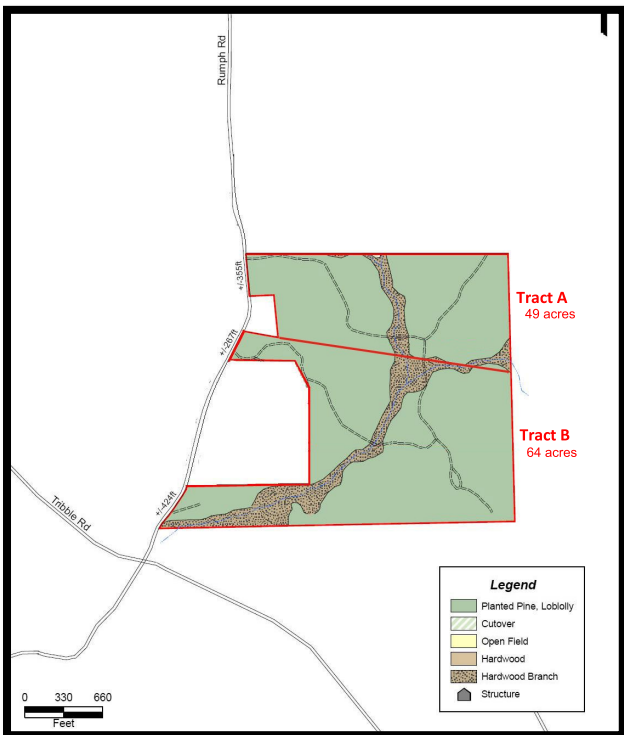 Rumph Rd
+/-355ft
Tract A
49 acres
+/-267ft
Tract B
64 acres
+/-424ft
Tribble Rd
Legend
Planted Pine, Loblolly
Cutover
Open Field
Hardwood
Hardwood Branch
Structure
0 330 660
Feet